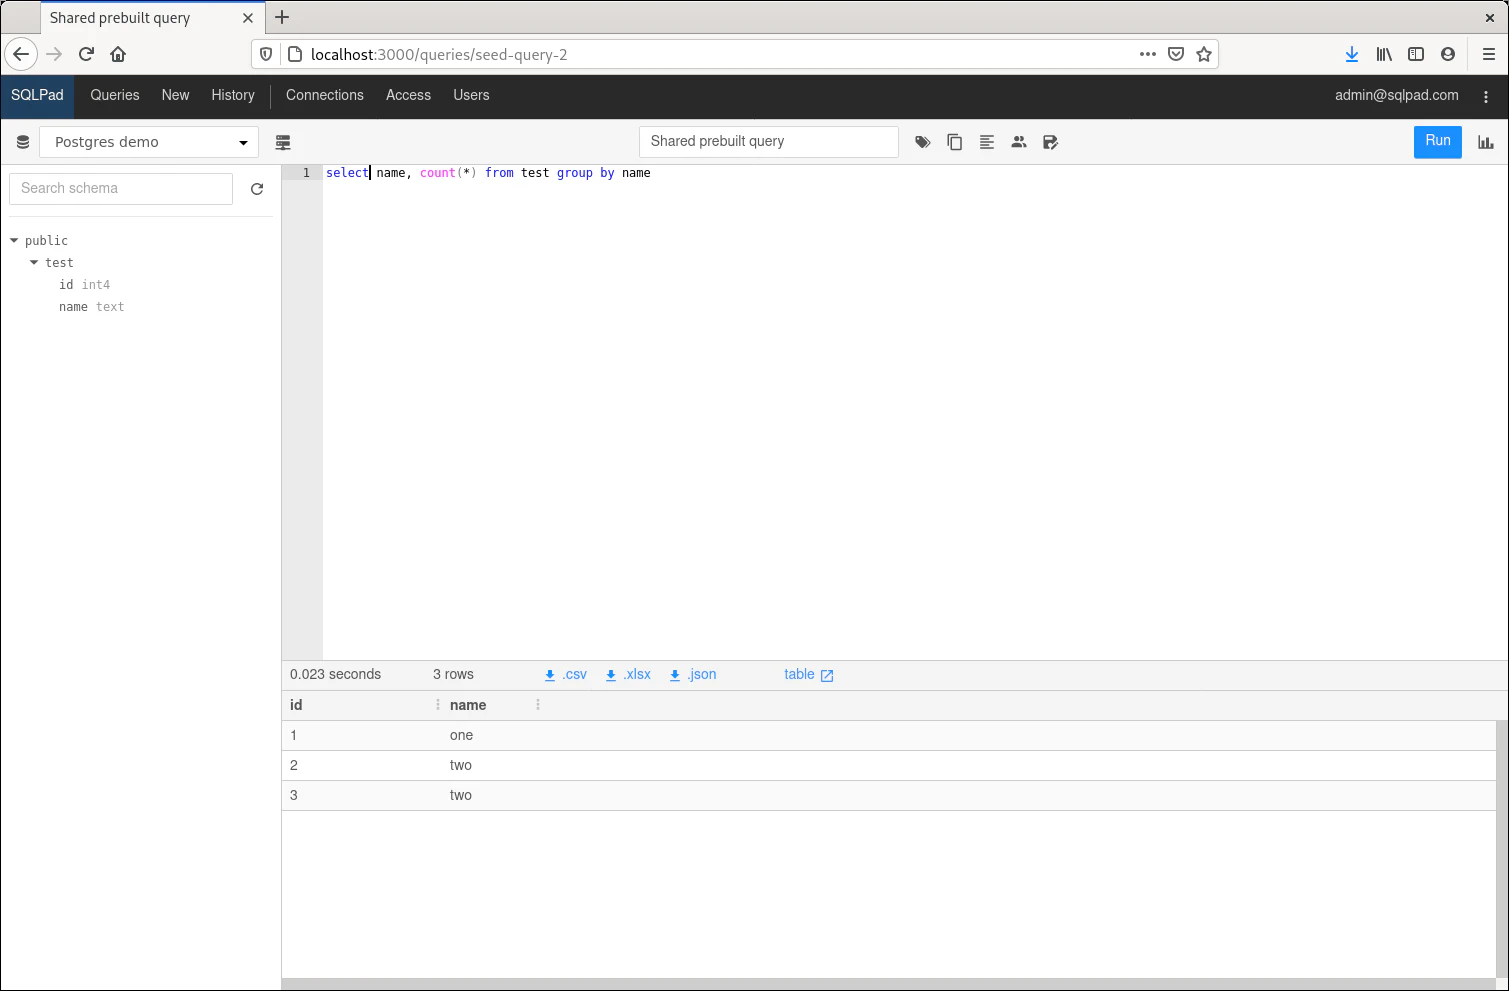 Shared prebuilt query
localhost:3000/queries/seed-query-2
SQLPad Queries New History Connections Access Users admin@sqlpad.com
Postgres demo Shared prebuilt query Run
Search schema
1 select name, count(*) from test group by name
public
test
id int4
name text
0.023 seconds 3 rows .csv .xlsx .json table
id name
1 one
2 two
3 two